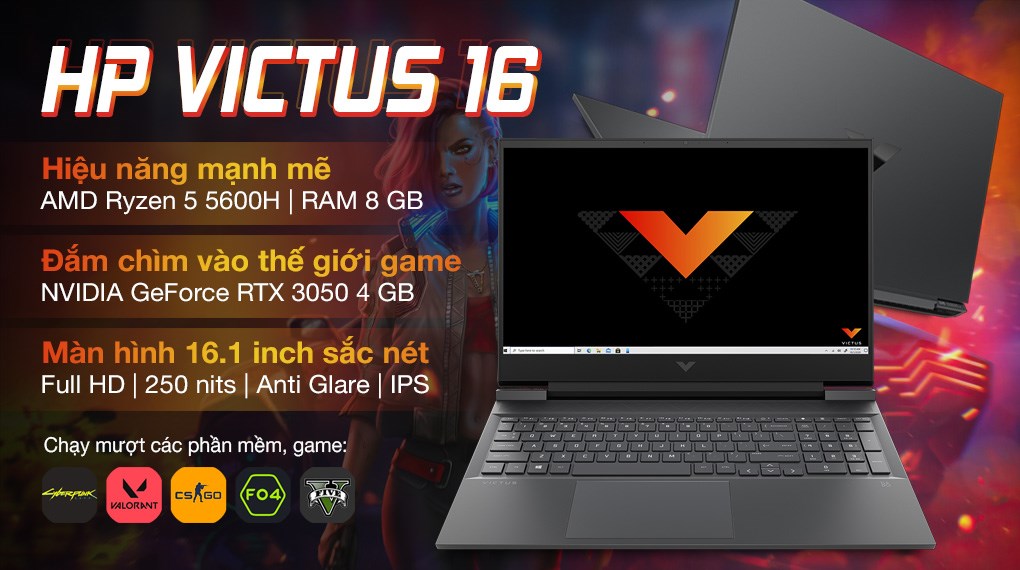 HP VICTUS 16
Hiệu năng mạnh mẽ
AMD Ryzen 5 5600H | RAM 8 GB
Đắm chìm vào thế giới game
NVIDIA GeForce RTX 3050 4 GB
Màn hình 16.1 inch sắc nét
Full HD | 250 nits | Anti Glare | IPS
Chạy mượt các phần mềm, game:
Cyberpunk
VALORANT
CS GO
FO4
V
FIVE
VICTUS
VICTUS